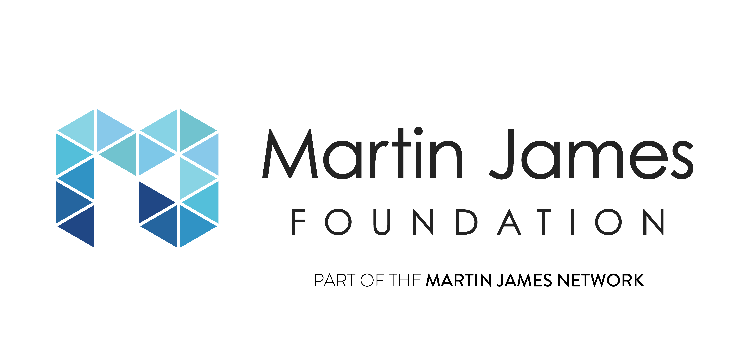 Martin James
FOUNDATION
PART OF THE MARTIN JAMES NETWORK